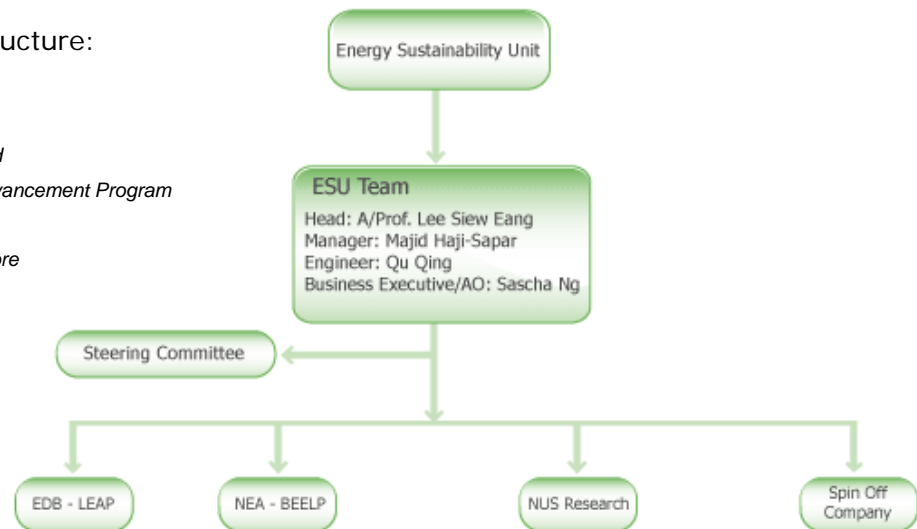 ucture:
vancement Program
ore
Energy Sustainability Unit
ESU Team
Head: A/Prof. Lee Siew Eang
Manager: Majid Haji-Sapar
Engineer: Qu Qing
Business Executive/AO: Sascha Ng
Steering Committee
EDB - LEAP
NEA - BEELP
NUS Research
Spin Off
Company